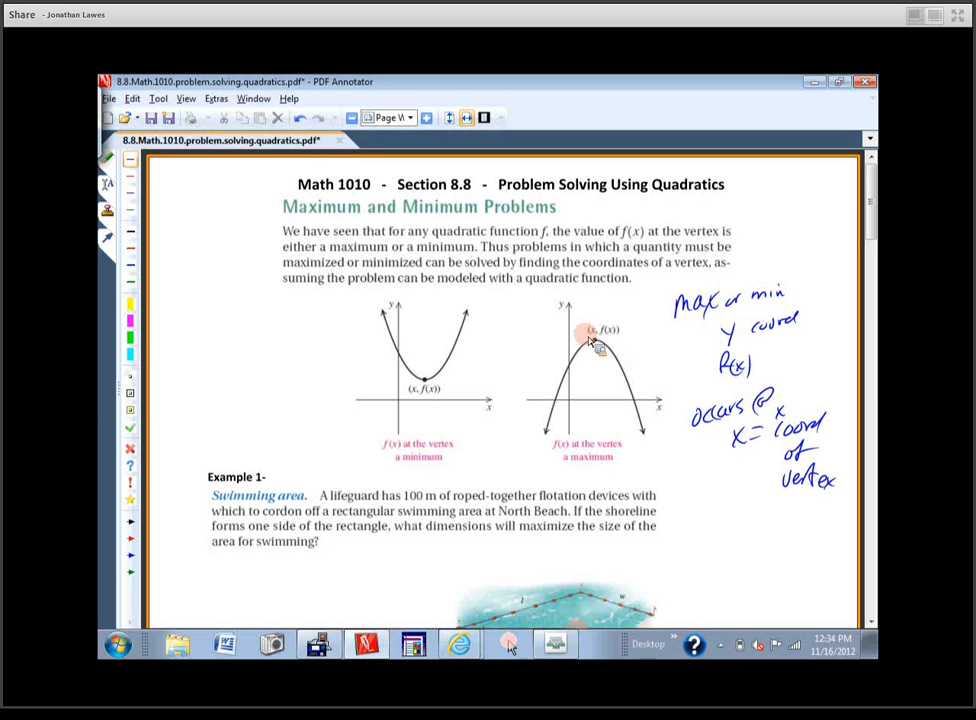 Share - Jonathan Lawes
8.8.Math.1010.problem.solving.quadratics.pdf* - PDF Annotator
File Edit Tool View Extras Window Help
Page W
8.8.Math.1010.problem.solving.quadratics.pdf*
Math 1010 - Section 8.8 - Problem Solving Using Quadratics
Maximum and Minimum Problems
We have seen that for any quadratic function f, the value of f(x) at the vertex is
either a maximum or a minimum. Thus problems in which a quantity must be
maximized or minimized can be solved by finding the coordinates of a vertex, as-
suming the problem can be modeled with a quadratic function.
y
(x, f(x))
x
f(x) at the vertex
a minimum
y
(x, f(x))
x
f(x) at the vertex
a maximum
max or min
y coord
f(x)
occurs @ x
x = coord
of
vertex
Example 1-
Swimming area. A lifeguard has 100 m of roped-together flotation devices with
which to cordon off a rectangular swimming area at North Beach. If the shoreline
forms one side of the rectangle, what dimensions will maximize the size of the
area for swimming?
l
w
Desktop
12:34 PM
11/16/2012